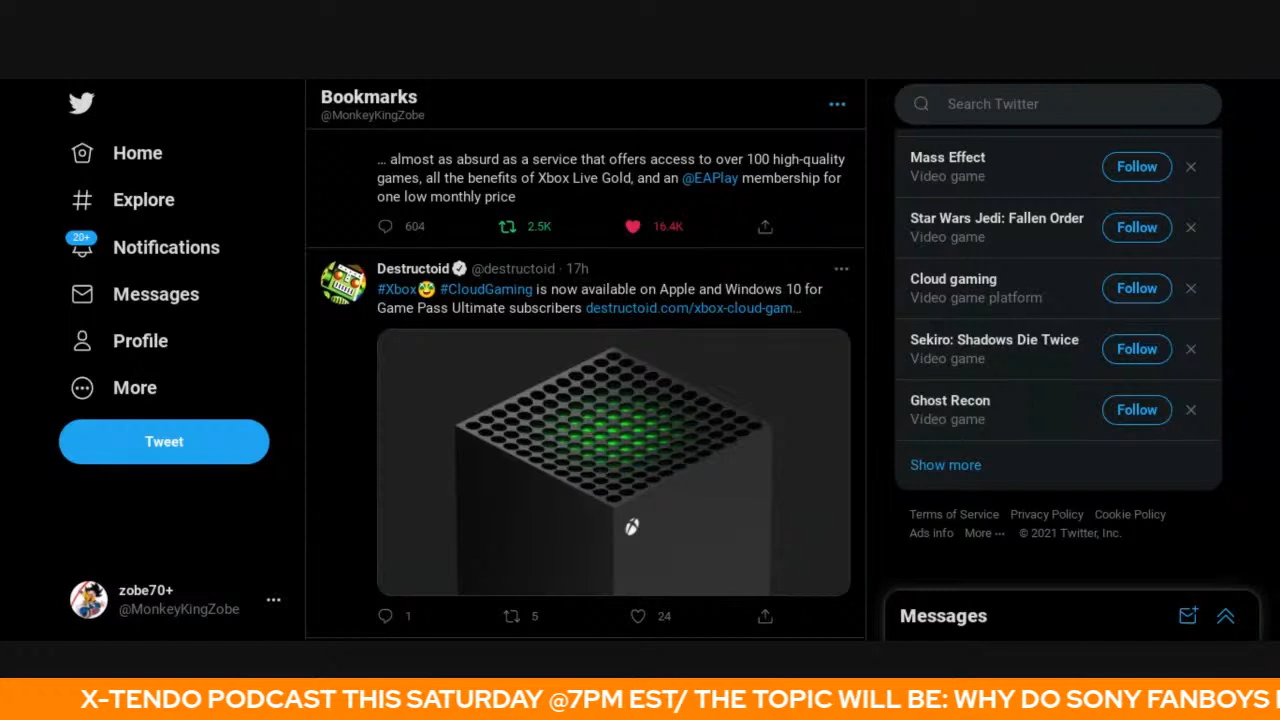 Home
Explore
20+
Notifications
Messages
Profile
More
Tweet
zobe70+
@MonkeyKingZobe
Bookmarks
@MonkeyKingZobe
… almost as absurd as a service that offers access to over 100 high-quality
games, all the benefits of Xbox Live Gold, and an @EAPlay membership for
one low monthly price
604 2.5K 16.4K
Destructoid @destructoid · 17h
#Xbox #CloudGaming is now available on Apple and Windows 10 for
Game Pass Ultimate subscribers destructoid.com/xbox-cloud-gam…
1 5 24
Search Twitter
Mass Effect
Video game
Follow
Star Wars Jedi: Fallen Order
Video game
Follow
Cloud gaming
Video game platform
Follow
Sekiro: Shadows Die Twice
Video game
Follow
Ghost Recon
Video game
Follow
Show more
Terms of Service Privacy Policy Cookie Policy
Ads info More ··· © 2021 Twitter, Inc.
Messages
X-TENDO PODCAST THIS SATURDAY @7PM EST/ THE TOPIC WILL BE: WHY DO SONY FANBOYS